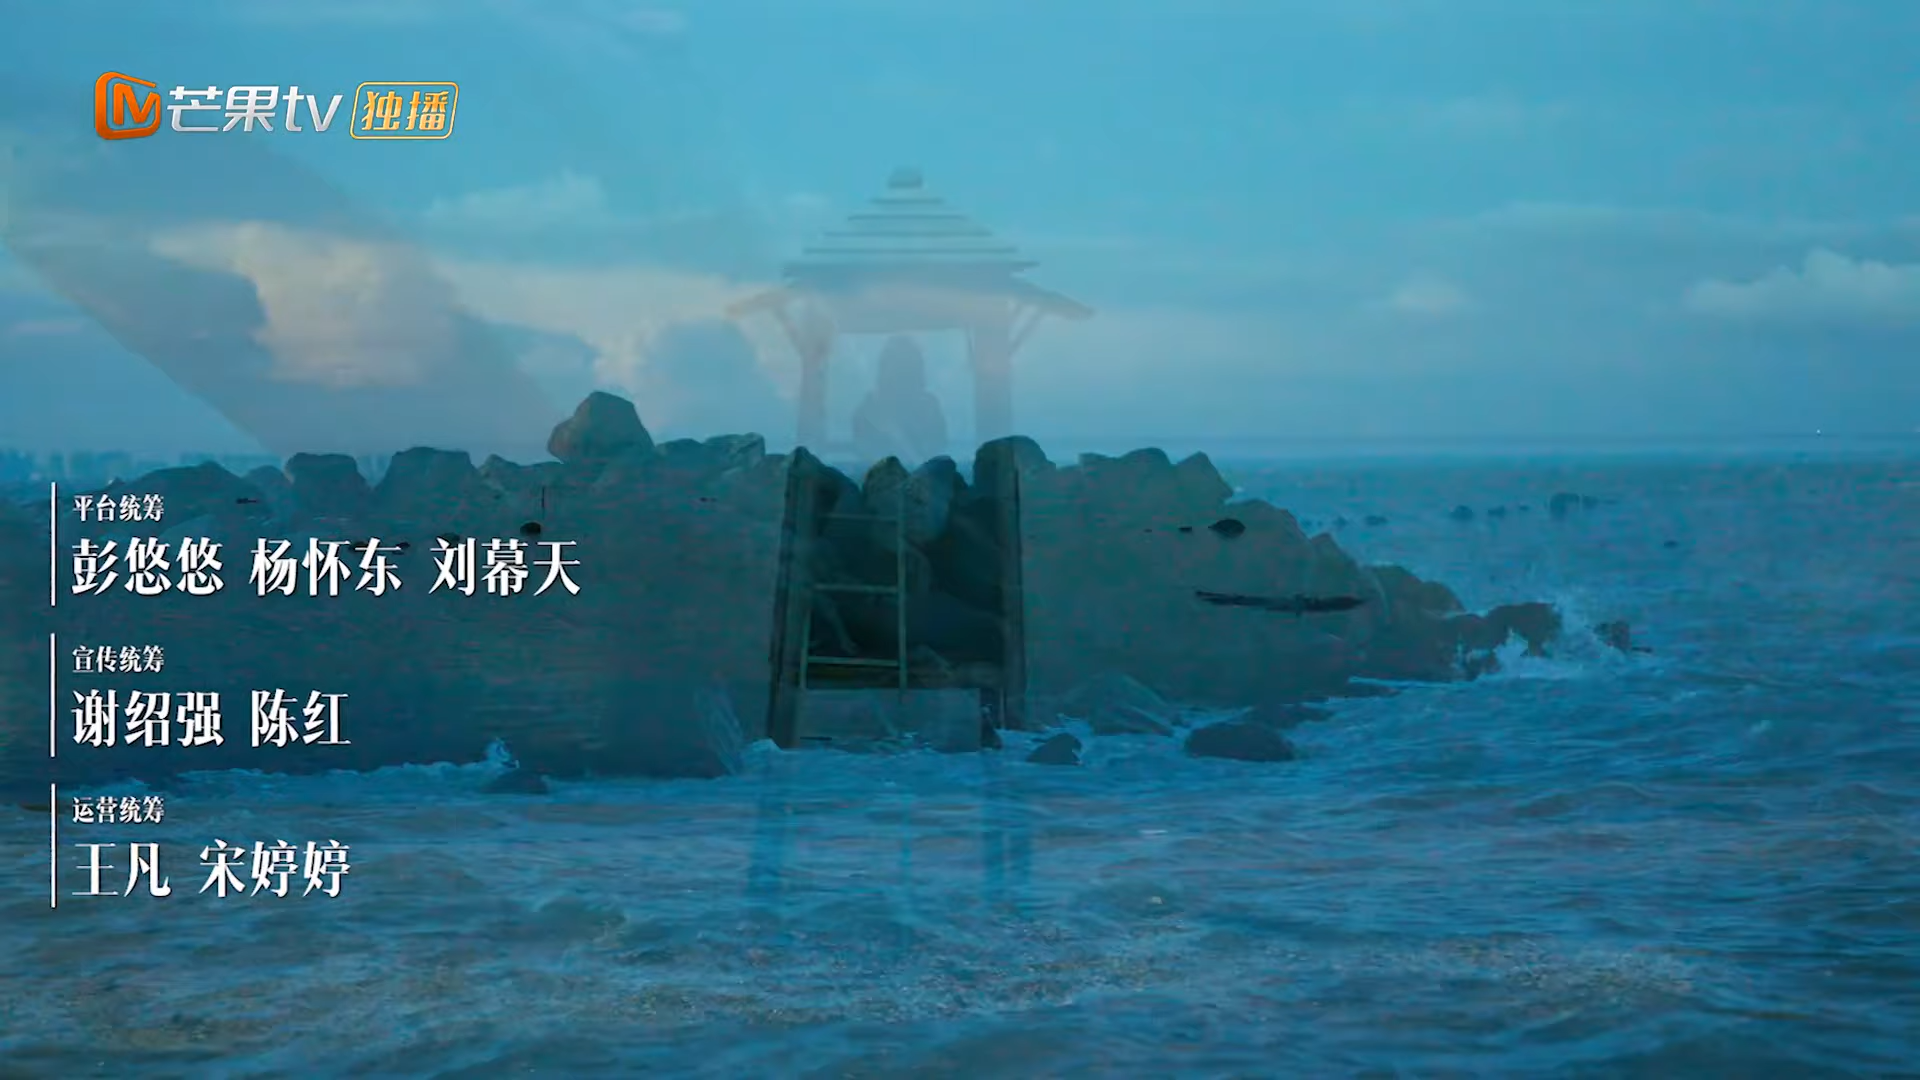 芒果tv 独播
平台统筹
彭悠悠 杨怀东 刘幕天
宣传统筹
谢绍强 陈红
运营统筹
王凡 宋婷婷